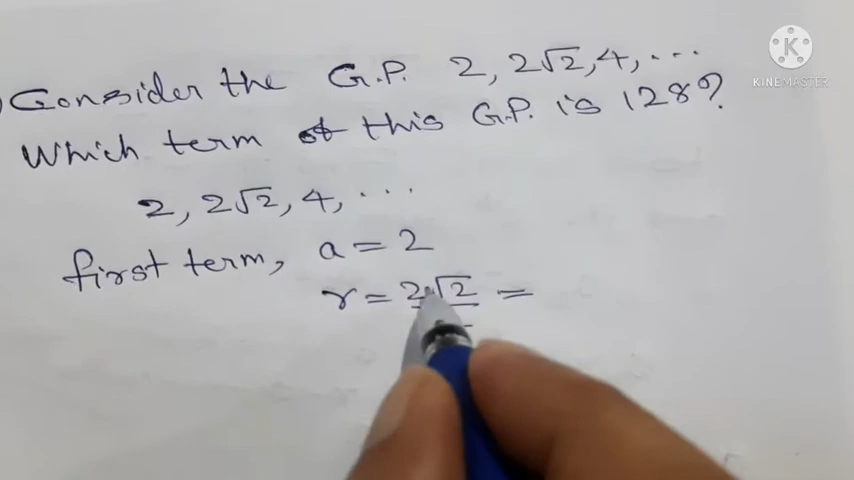 Consider the G.P. 2, 2√2, 4, ...
Which term of this G.P. is 128?
2, 2√2, 4, ...
first term, a = 2
r = 2√2 =
KINEMASTER